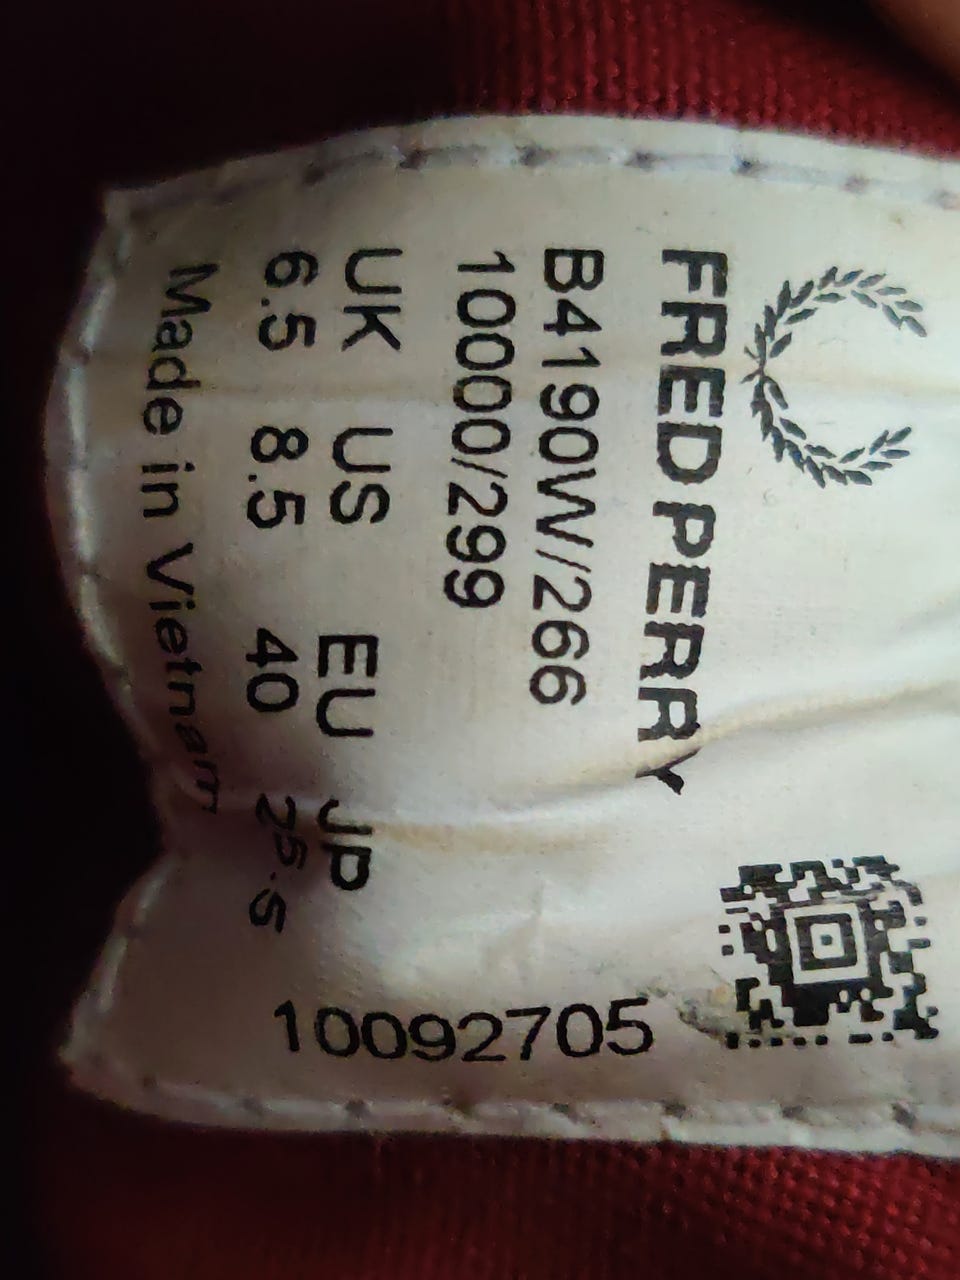 FRED PERRY
B4190W/266
10000/299
UK US EU JP
6.5 8.5 40 25.5
Made in Vietnam
10092705